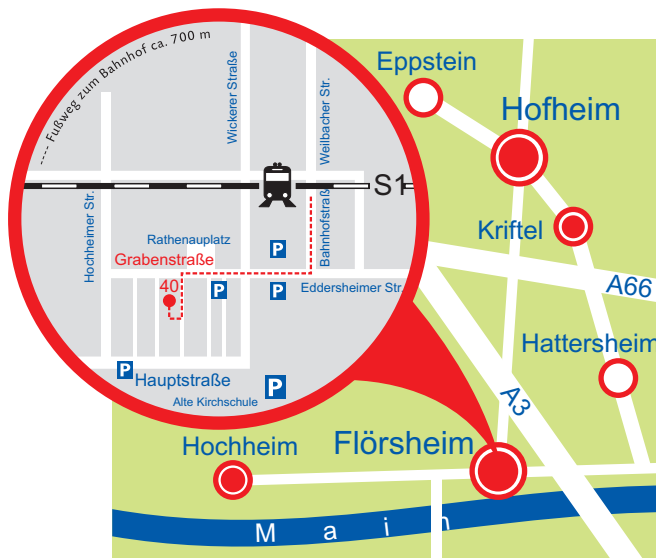 ---- Fußweg zum Bahnhof ca. 700 m
Wickerer Straße
Weilbacher Str.
Eppstein
Hofheim
Hochheimer Str.
S1
Bahnhofstraße
Kriftel
Rathenauplatz
Grabenstraße
P
40
P
P
Eddersheimer Str.
A66
Hattersheim
P
Hauptstraße
P
Alte Kirchschule
A3
Hochheim
Flörsheim
Main